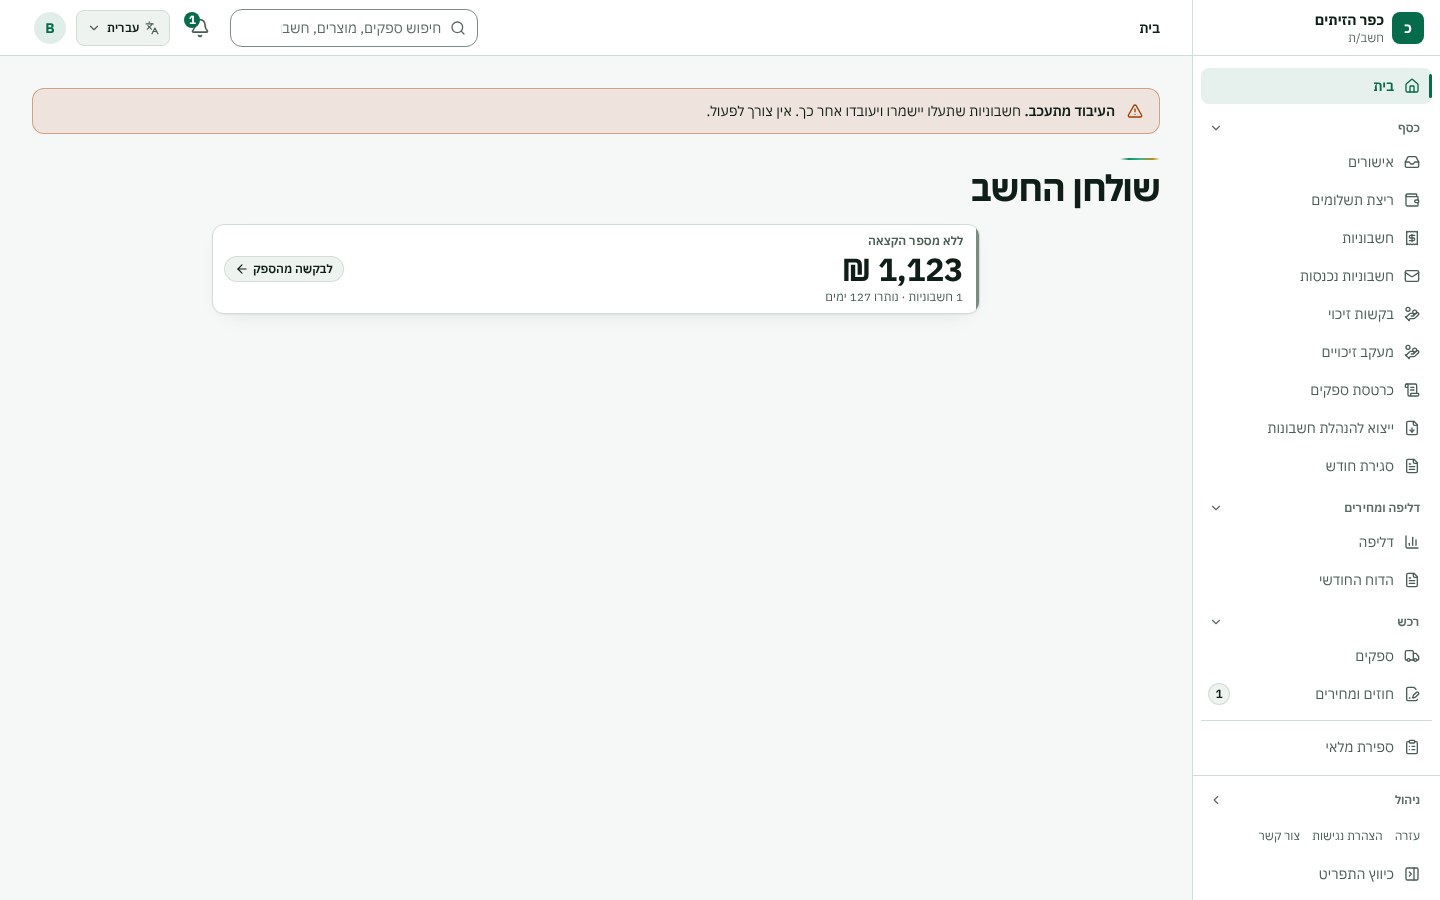 כ
כפר הזיתים
חשב/ת
בית
כסף
אישורים
ריצת תשלומים
חשבוניות
חשבוניות נכנסות
בקשות זיכוי
מעקב זיכויים
כרטסת ספקים
ייצוא להנהלת חשבונות
סגירת חודש
דליפה ומחירים
דליפה
הדוח החודשי
רכש
ספקים
חוזים ומחירים 1
ספירת מלאי
ניהול
עזרה הצהרת נגישות צור קשר
כיווץ התפריט
בית
חיפוש ספקים, מוצרים, חשב
1
עברית
B
העיבוד מתעכב. חשבוניות שתעלו יישמרו ויעובדו אחר כך. אין צורך לפעול.
שולחן החשב
ללא מספר הקצאה
1,123 ₪
1 חשבוניות · נותרו 127 ימים
לבקשה מהספק